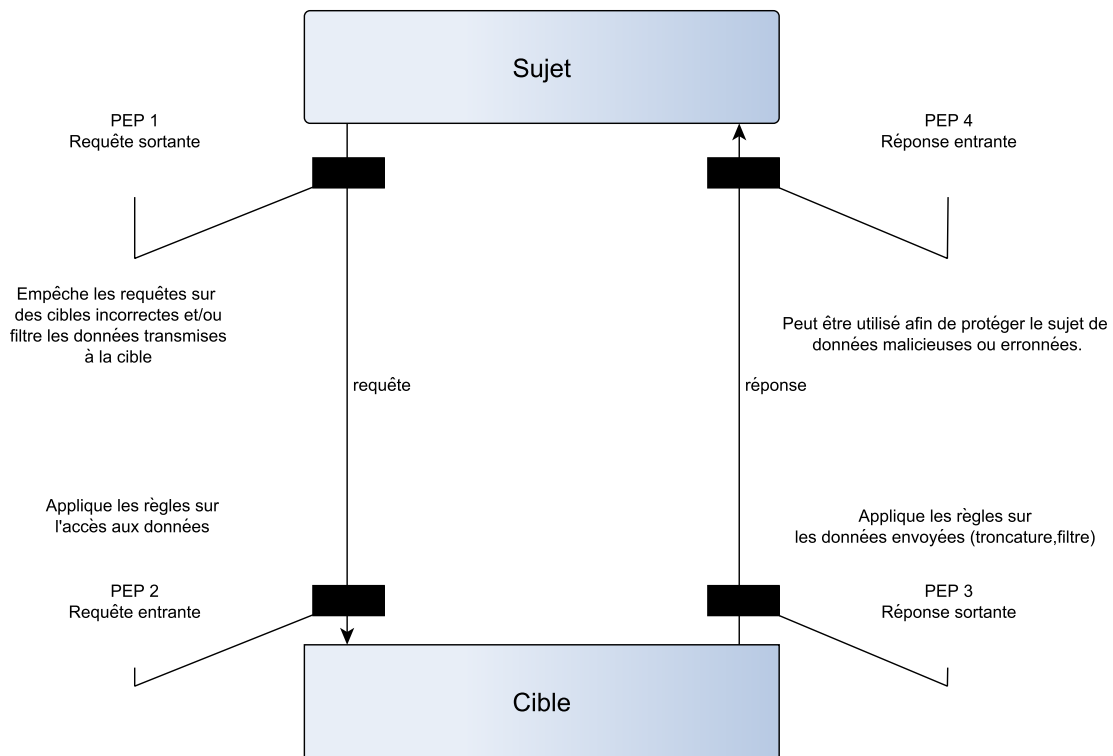 Sujet
PEP 1
Requête sortante
PEP 4
Réponse entrante
Empêche les requêtes sur
des cibles incorrectes et/ou
filtre les données transmises
à la cible
Peut être utilisé afin de protéger le sujet de
données malicieuses ou erronnées.
requête
réponse
Applique les règles sur
l'accès aux données
Applique les règles sur
les données envoyées (troncature,filtre)
PEP 2
Requête entrante
PEP 3
Réponse sortante
Cible